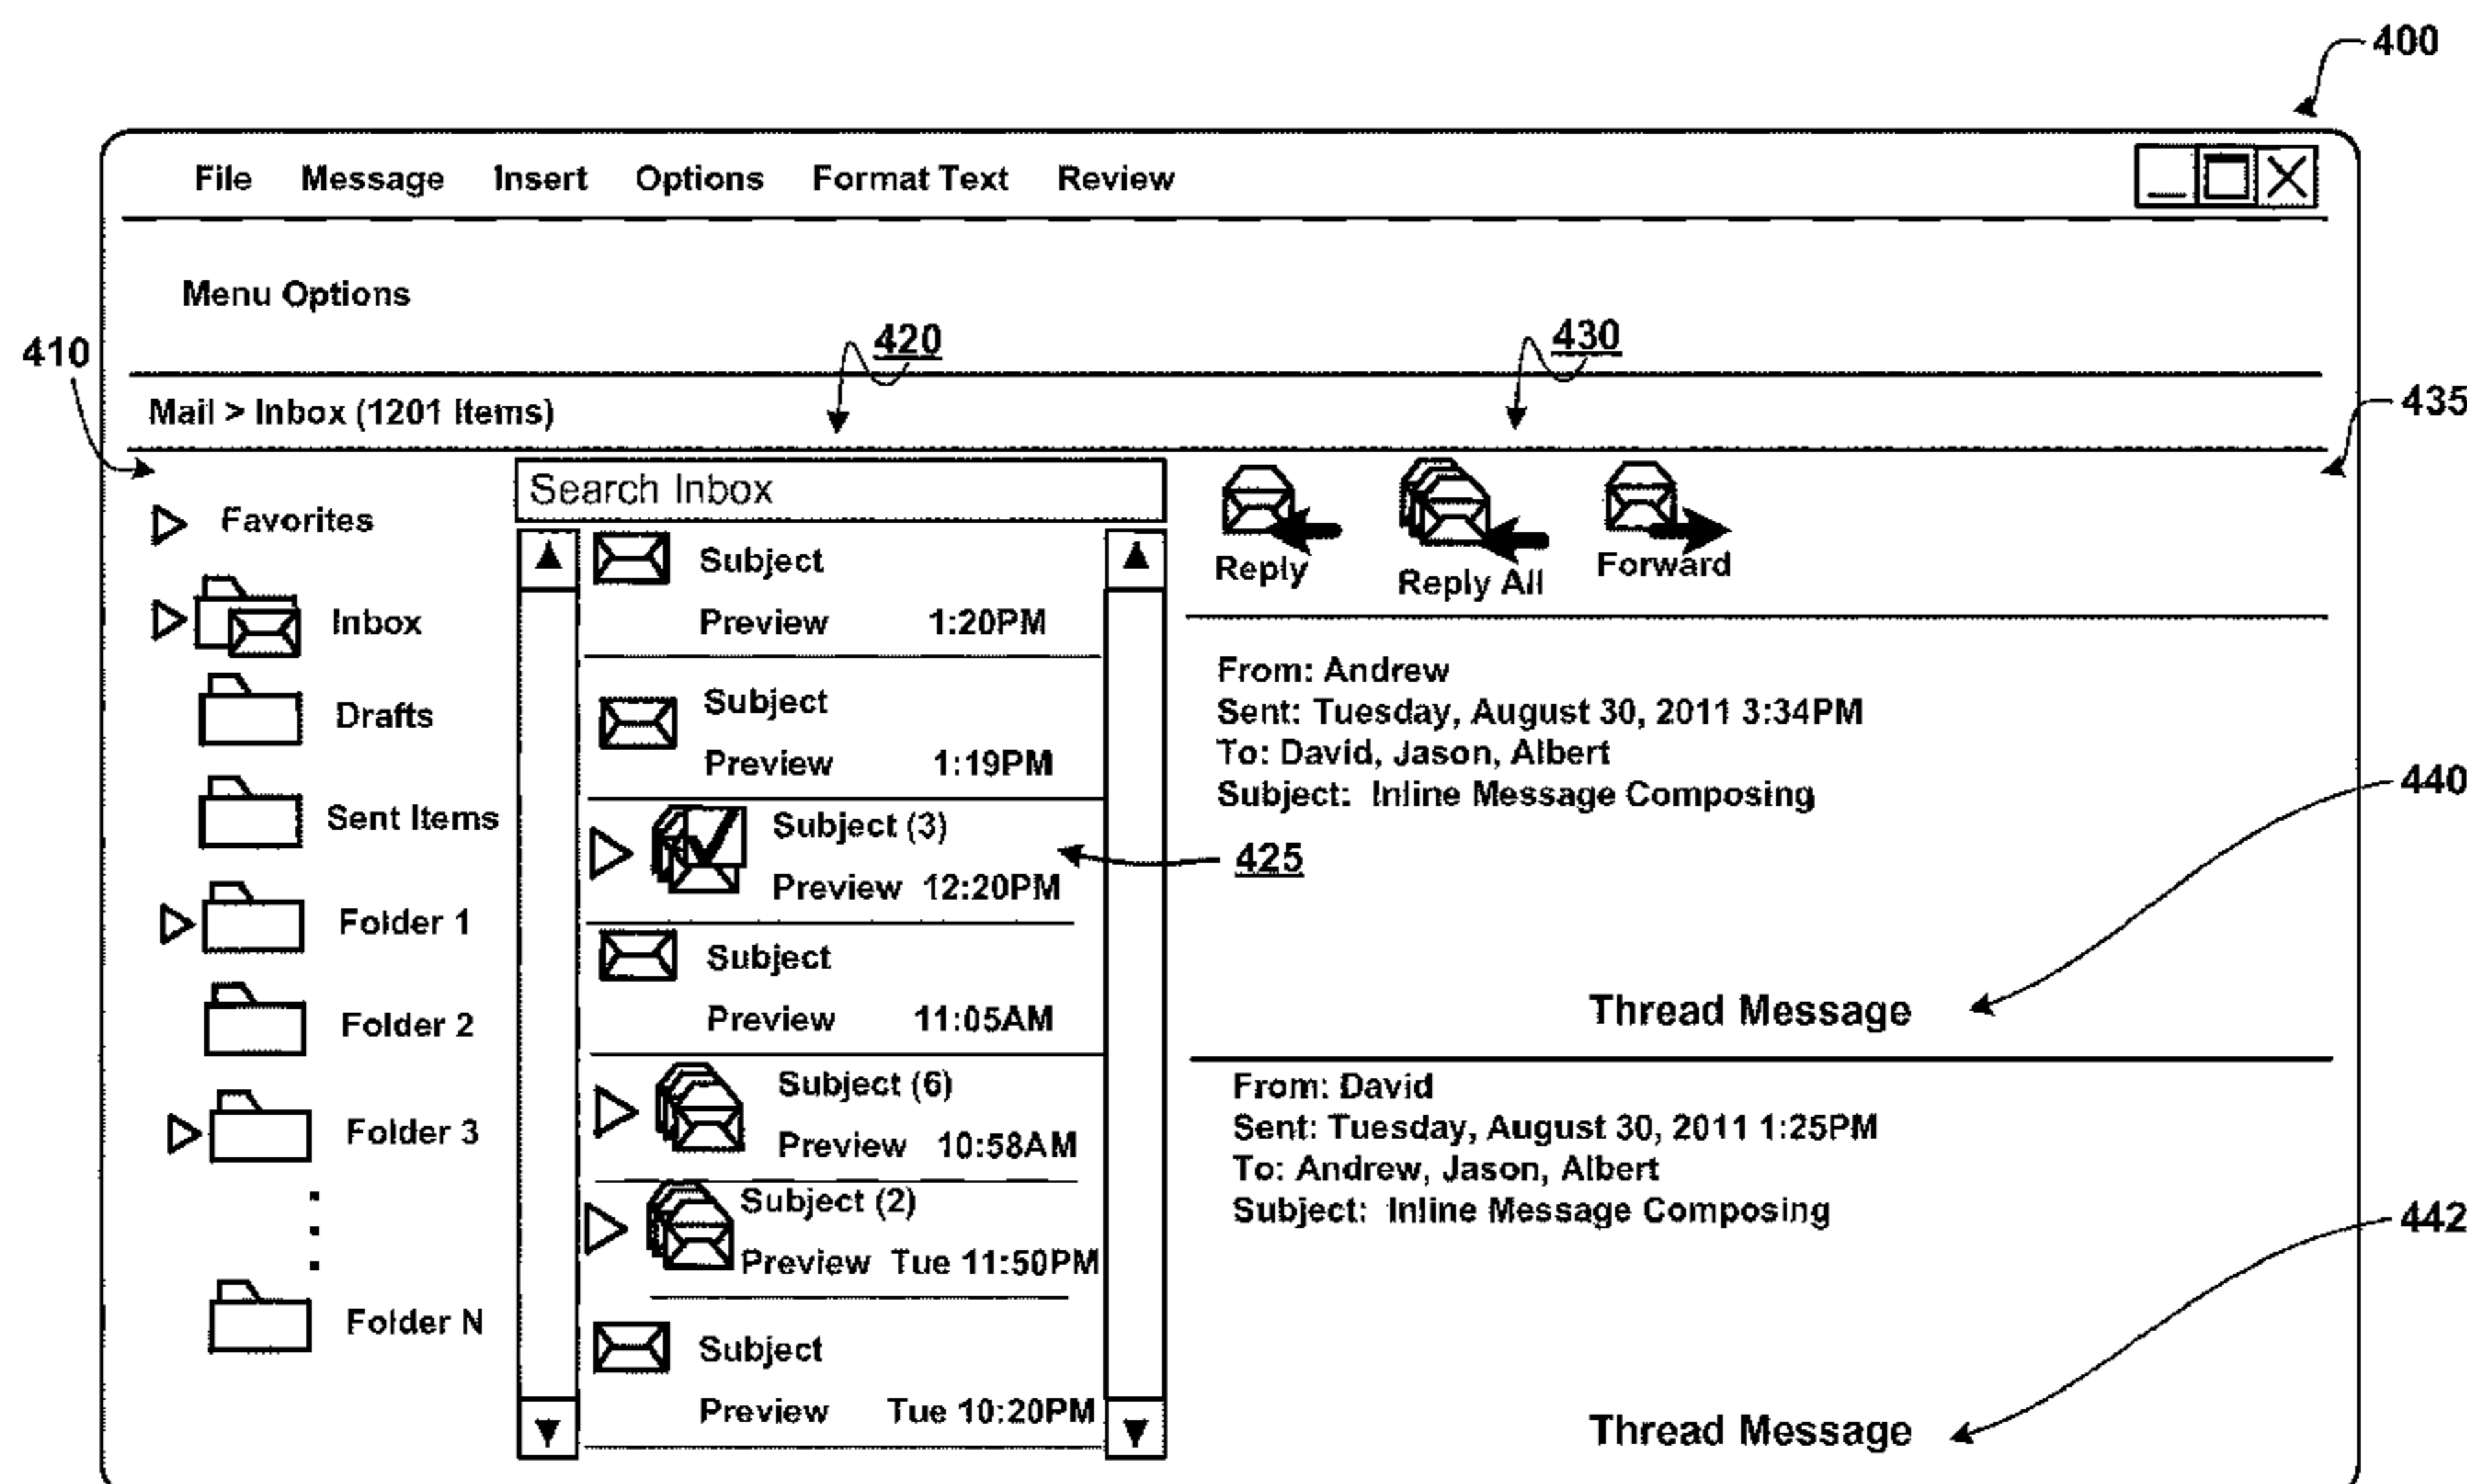 400
File Message Insert Options Format Text Review
Menu Options
410
420
430
Mail > Inbox (1201 Items)
435
Favorites
Inbox
Drafts
Sent Items
Folder 1
Folder 2
Folder 3
Folder N
Search Inbox
Subject
Preview 1:20PM
Subject
Preview 1:19PM
Subject (3)
Preview 12:20PM
425
Subject
Preview 11:05AM
Subject (6)
Preview 10:58AM
Subject (2)
Preview Tue 11:50PM
Subject
Preview Tue 10:20PM
Reply
Reply All
Forward
From: Andrew
Sent: Tuesday, August 30, 2011 3:34PM
To: David, Jason, Albert
Subject: Inline Message Composing
440
Thread Message
From: David
Sent: Tuesday, August 30, 2011 1:25PM
To: Andrew, Jason, Albert
Subject: Inline Message Composing
442
Thread Message